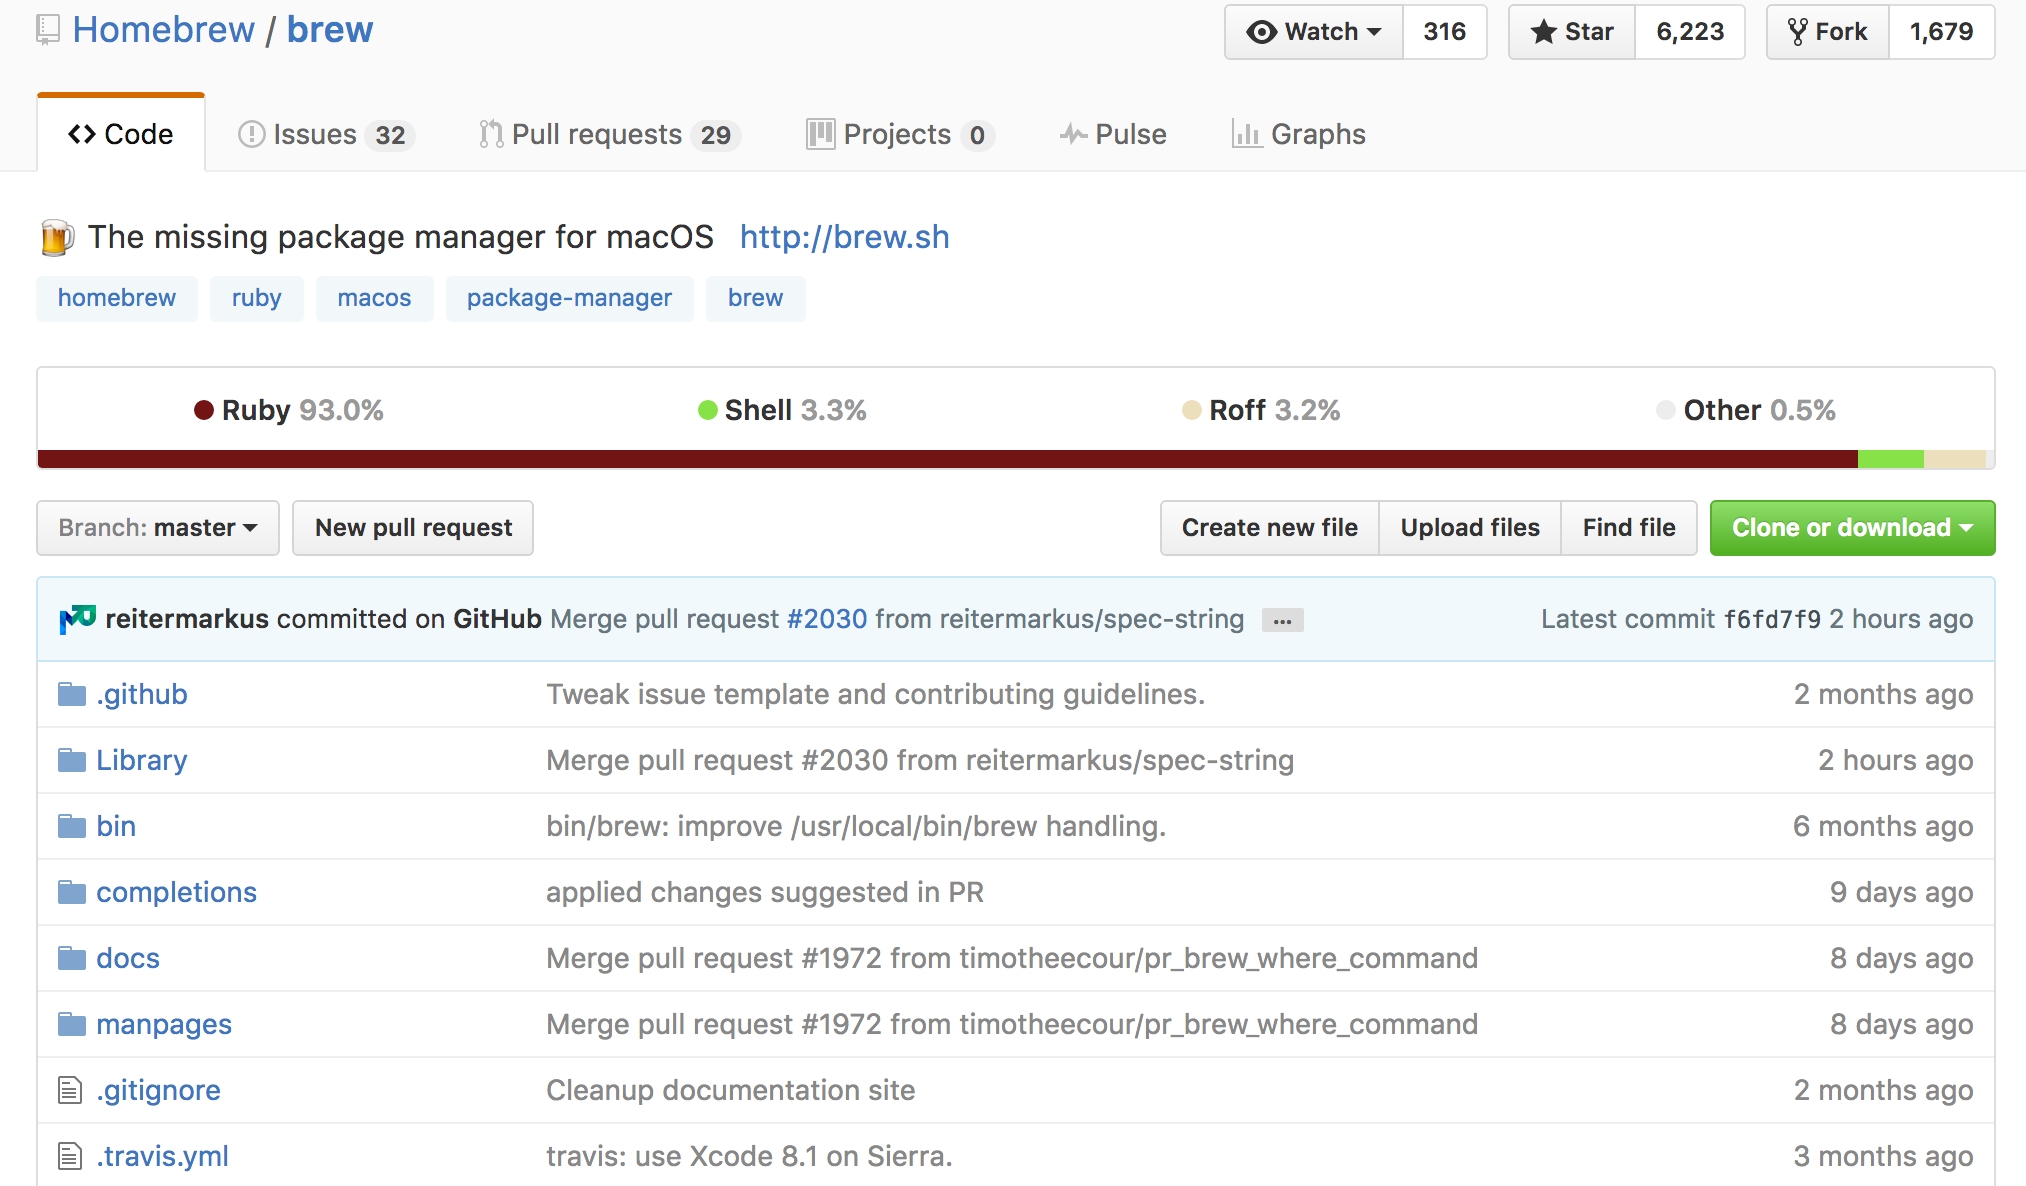 Homebrew / brew
Watch 316 Star 6,223 Fork 1,679
Code Issues 32 Pull requests 29 Projects 0 Pulse Graphs
The missing package manager for macOS http://brew.sh
homebrew ruby macos package-manager brew
Ruby 93.0% Shell 3.3% Roff 3.2% Other 0.5%
Branch: master New pull request Create new file Upload files Find file Clone or download
reitermarkus committed on GitHub Merge pull request #2030 from reitermarkus/spec-string … Latest commit f6fd7f9 2 hours ago
.github Tweak issue template and contributing guidelines. 2 months ago
Library Merge pull request #2030 from reitermarkus/spec-string 2 hours ago
bin bin/brew: improve /usr/local/bin/brew handling. 6 months ago
completions applied changes suggested in PR 9 days ago
docs Merge pull request #1972 from timotheecour/pr_brew_where_command 8 days ago
manpages Merge pull request #1972 from timotheecour/pr_brew_where_command 8 days ago
.gitignore Cleanup documentation site 2 months ago
.travis.yml travis: use Xcode 8.1 on Sierra. 3 months ago